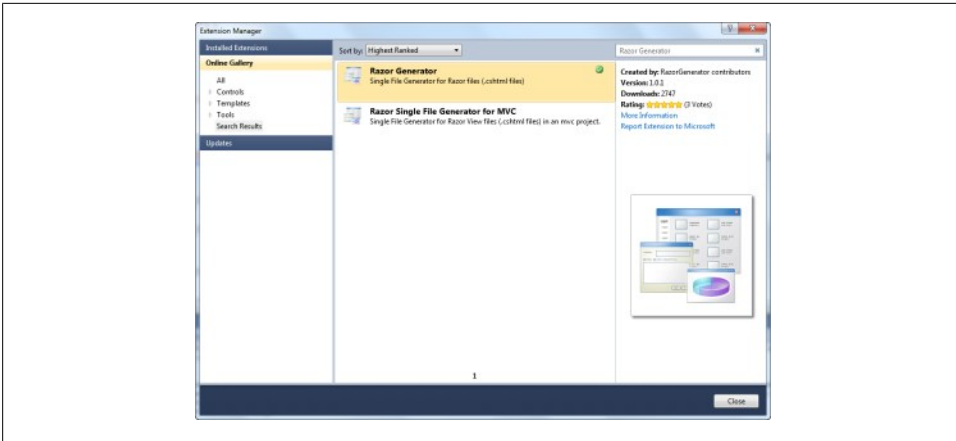 Extension Manager
Installed Extensions
Online Gallery
All
Controls
Templates
Tools
Search Results
Updates
Sort by: Highest Ranked
Razor Generator
Single File Generator for Razor files (.cshtml files)
Razor Single File Generator for MVC
Single File Generator for Razor View files (.cshtml files) in an mvc project.
1
Razor Generator
Created by: RazorGenerator contributors
Version: 1.0.1
Downloads: 2747
Rating: (3 Votes)
More Information
Report Extension to Microsoft
Close